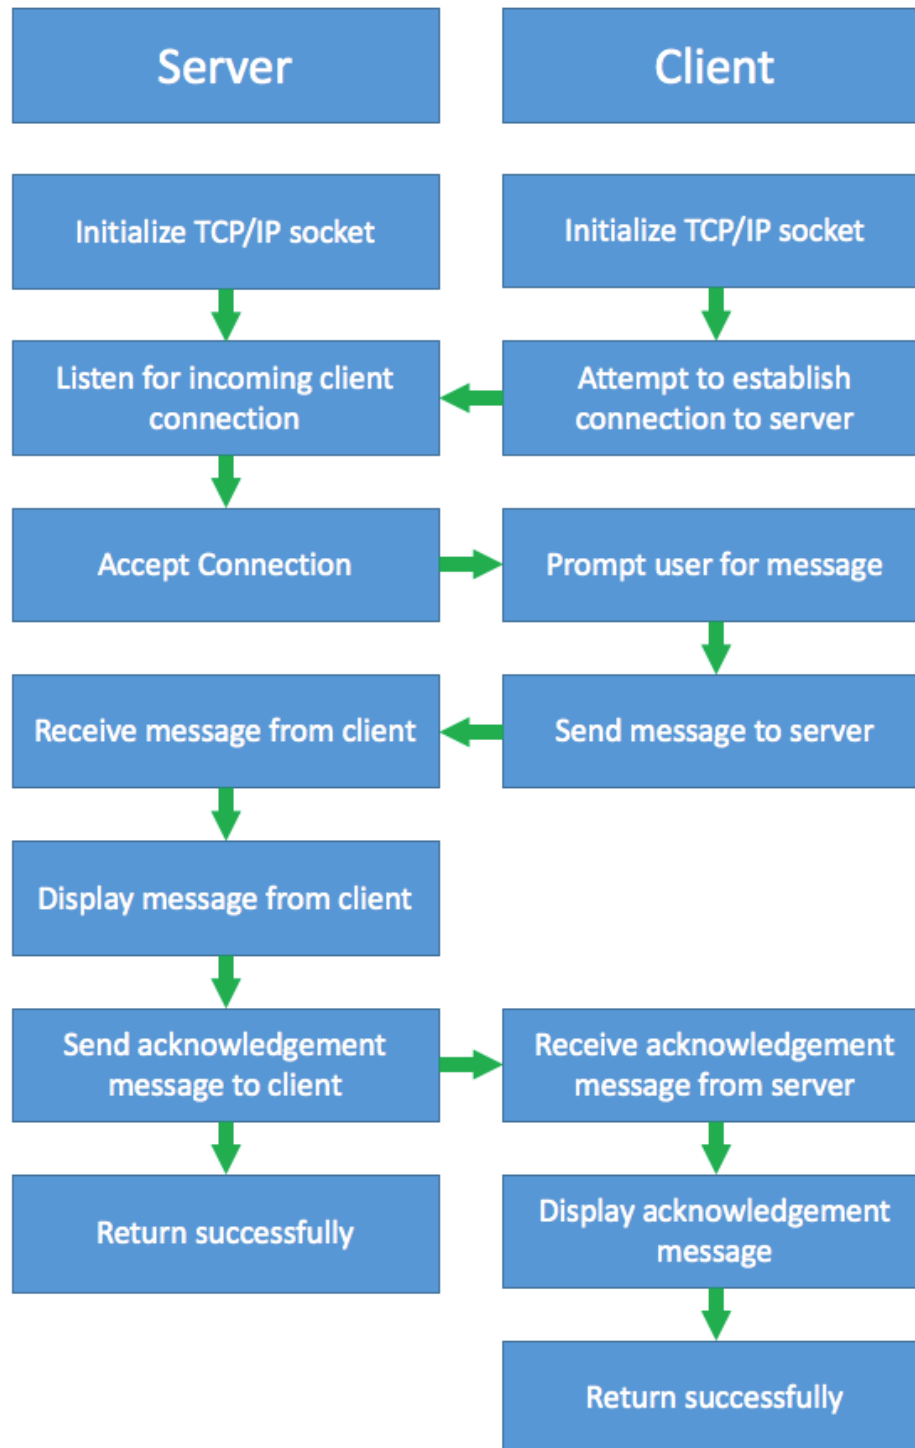 Server
Client
Initialize TCP/IP socket
Initialize TCP/IP socket
Listen for incoming client
connection
Attempt to establish
connection to server
Accept Connection
Prompt user for message
Receive message from client
Send message to server
Display message from client
Send acknowledgement
message to client
Receive acknowledgement
message from server
Return successfully
Display acknowledgement
message
Return successfully